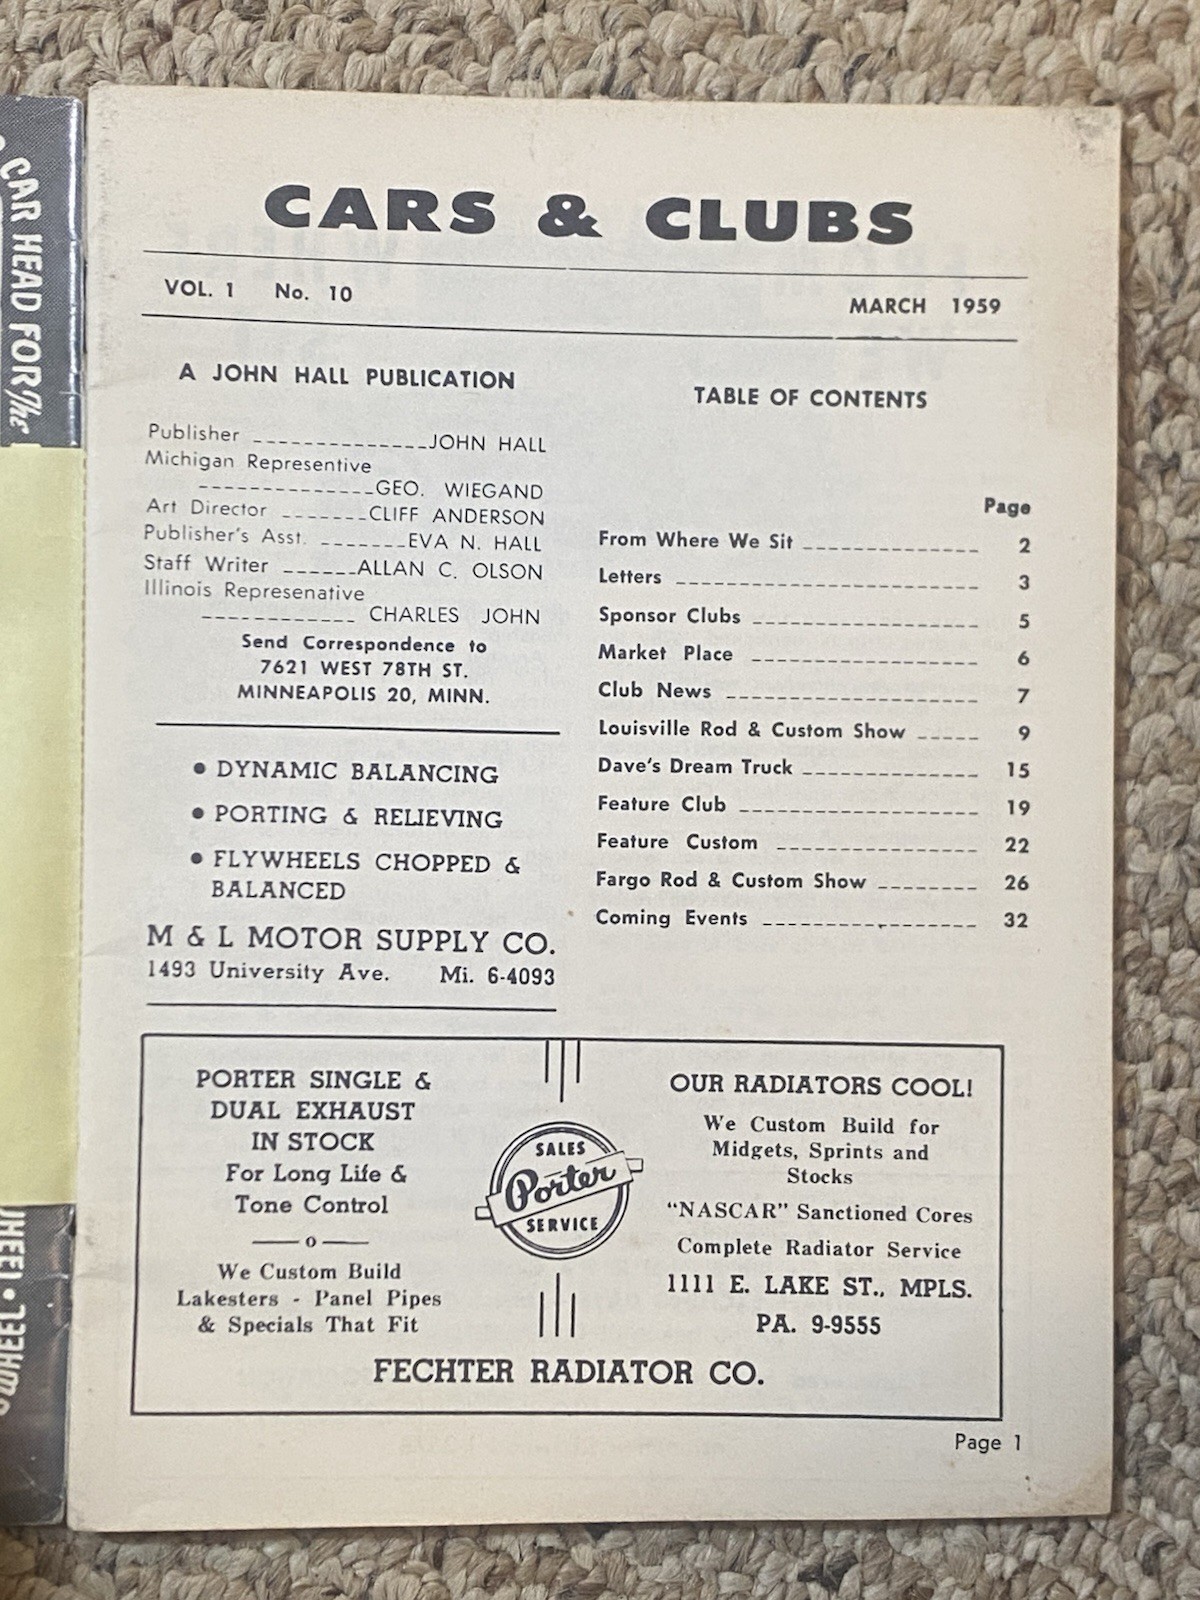 CAR HEAD FOR The
WHEEL • WHEEL
CARS & CLUBS
VOL. 1 No. 10 MARCH 1959
A JOHN HALL PUBLICATION
Publisher --------------JOHN HALL
Michigan Representive
--------------GEO. WIEGAND
Art Director -------CLIFF ANDERSON
Publisher's Asst. -------EVA N. HALL
Staff Writer ------ALLAN C. OLSON
Illinois Represenative
------------ CHARLES JOHN
Send Correspondence to
7621 WEST 78TH ST.
MINNEAPOLIS 20, MINN.
• DYNAMIC BALANCING
• PORTING & RELIEVING
• FLYWHEELS CHOPPED &
BALANCED
M & L MOTOR SUPPLY CO.
1493 University Ave. Mi. 6-4093
TABLE OF CONTENTS
Page
From Where We Sit -------------- 2
Letters ------------------------ 3
Sponsor Clubs ------------------ 5
Market Place ------------------ 6
Club News -------------------- 7
Louisville Rod & Custom Show ----- 9
Dave's Dream Truck -------------- 15
Feature Club ------------------- 19
Feature Custom ---------------- 22
Fargo Rod & Custom Show -------- 26
Coming Events ----------------- 32
PORTER SINGLE &
DUAL EXHAUST
IN STOCK
For Long Life &
Tone Control
—— o ——
We Custom Build
Lakesters - Panel Pipes
& Specials That Fit
SALES
Porter
SERVICE
OUR RADIATORS COOL!
We Custom Build for
Midgets, Sprints and
Stocks
"NASCAR" Sanctioned Cores
Complete Radiator Service
1111 E. LAKE ST., MPLS.
PA. 9-9555
FECHTER RADIATOR CO.
Page 1